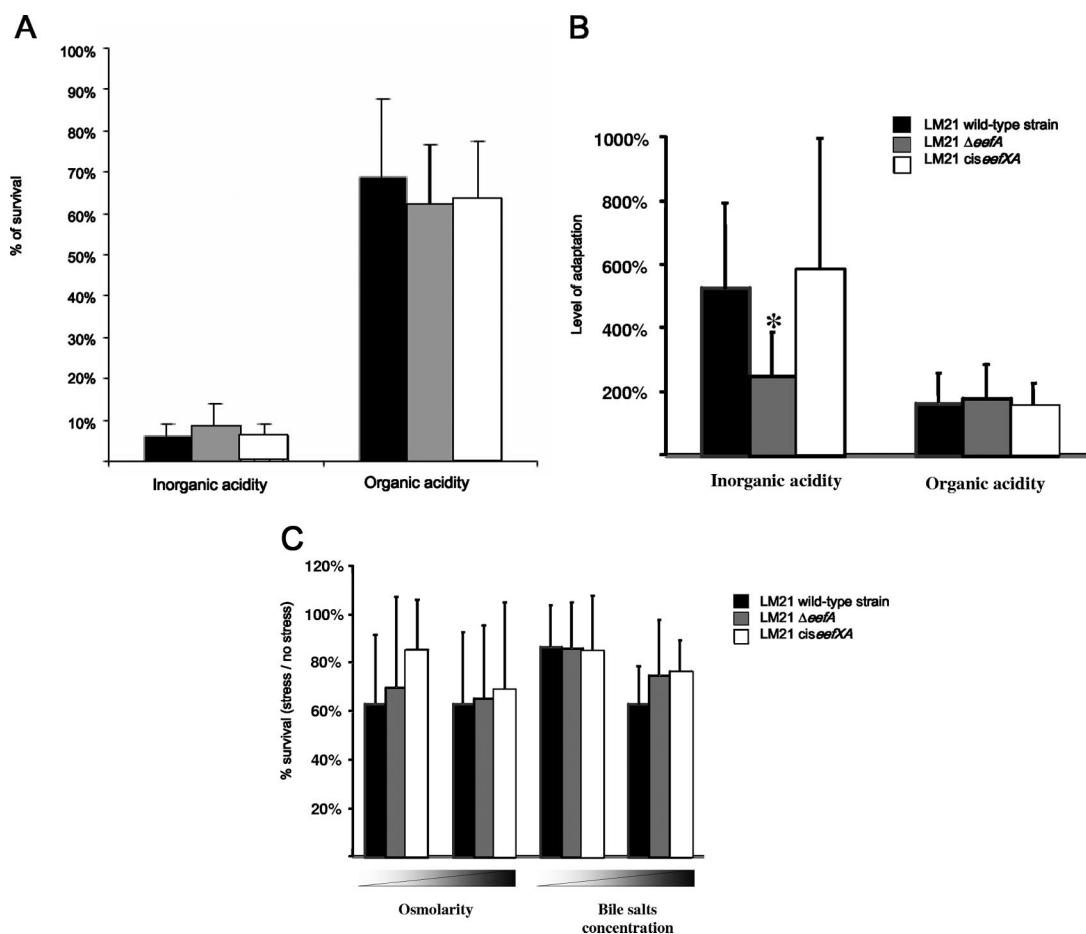 A
100%
90%
80%
70%
60%
50%
40%
30%
20%
10%
% of survival
Inorganic acidity
Organic acidity
B
1000%
800%
600%
400%
200%
Level of adaptation
*
LM21 wild-type strain
LM21 ΔeefA
LM21 ciseefXA
Inorganic acidity
Organic acidity
C
120%
100%
80%
60%
40%
20%
% survival (stress / no stress)
LM21 wild-type strain
LM21 ΔeefA
LM21 ciseefXA
Osmolarity
Bile salts
concentration